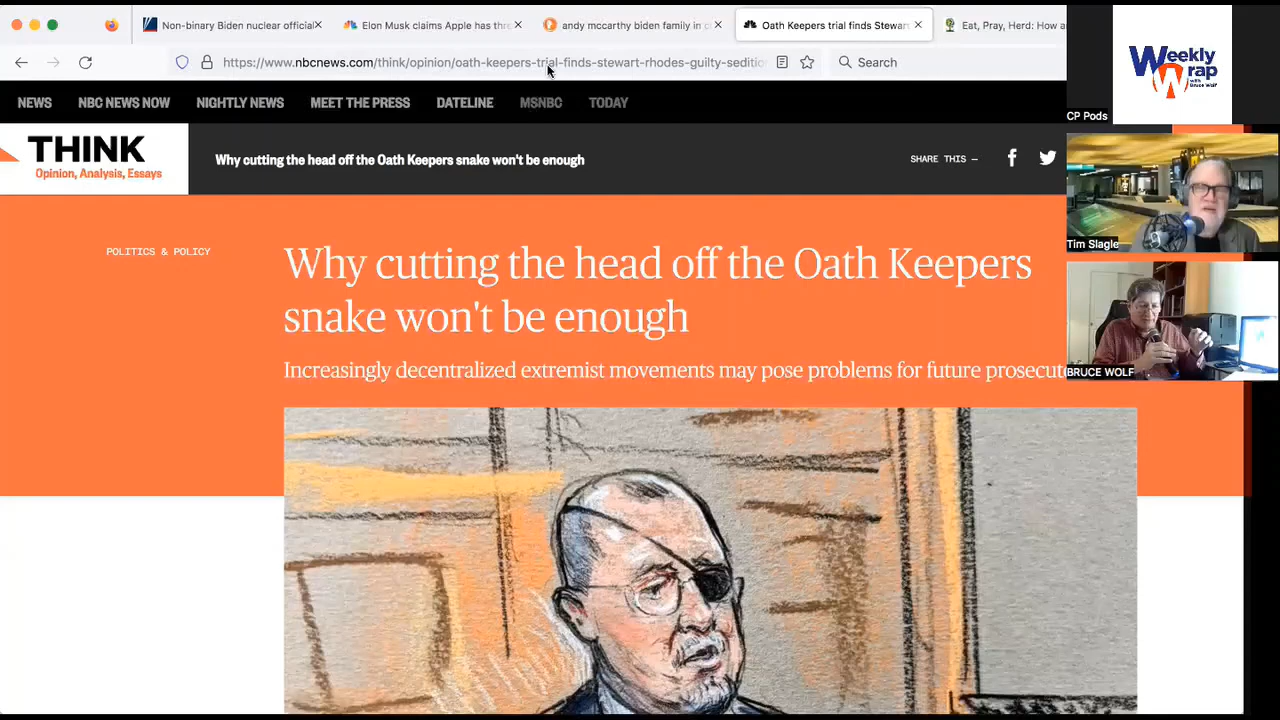 Non-binary Biden nuclear official
Elon Musk claims Apple has thre
andy mccarthy biden family in c
Oath Keepers trial finds Stewar
Eat, Pray, Herd: How a
https://www.nbcnews.com/think/opinion/oath-keepers-trial-finds-stewart-rhodes-guilty-seditio
Search
NEWS
NBC NEWS NOW
NIGHTLY NEWS
MEET THE PRESS
DATELINE
MSNBC
TODAY
THINK
Opinion, Analysis, Essays
Why cutting the head off the Oath Keepers snake won't be enough
SHARE THIS —
POLITICS & POLICY
Why cutting the head off the Oath Keepers
snake won't be enough
Increasingly decentralized extremist movements may pose problems for future prosecut
Weekly
Wrap
with Bruce Wolf
CP Pods
Tim Slagle
BRUCE WOLF